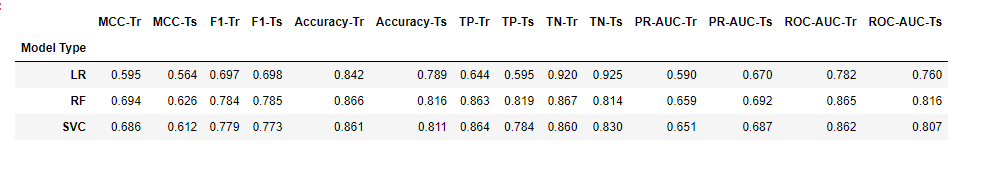 MCC-Tr MCC-Ts F1-Tr F1-Ts Accuracy-Tr Accuracy-Ts TP-Tr TP-Ts TN-Tr TN-Ts PR-AUC-Tr PR-AUC-Ts ROC-AUC-Tr ROC-AUC-Ts
Model Type
LR 0.595 0.564 0.697 0.698 0.842 0.789 0.644 0.595 0.920 0.925 0.590 0.670 0.782 0.760
RF 0.694 0.626 0.784 0.785 0.866 0.816 0.863 0.819 0.867 0.814 0.659 0.692 0.865 0.816
SVC 0.686 0.612 0.779 0.773 0.861 0.811 0.864 0.784 0.860 0.830 0.651 0.687 0.862 0.807